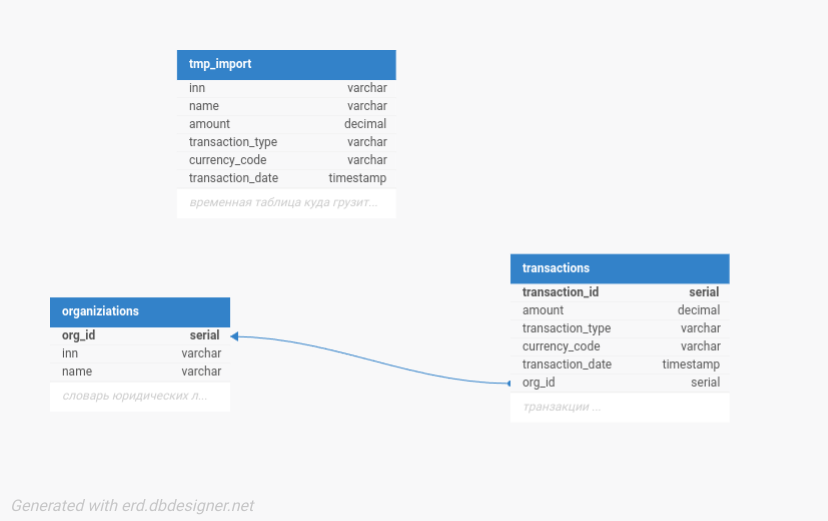 tmp_import
inn varchar
name varchar
amount decimal
transaction_type varchar
currency_code varchar
transaction_date timestamp
временная таблица куда грузит...
organiziations
org_id serial
inn varchar
name varchar
словарь юридических л...
transactions
transaction_id serial
amount decimal
transaction_type varchar
currency_code varchar
transaction_date timestamp
org_id serial
транзакции ...
Generated with erd.dbdesigner.net